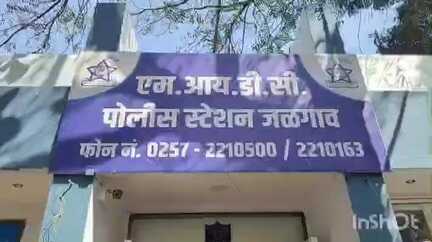 एम.आय.डी.सी.
पोलीस स्टेशन जळगाव
फोन नं. 0257 - 2210500 / 2210163
InShOt